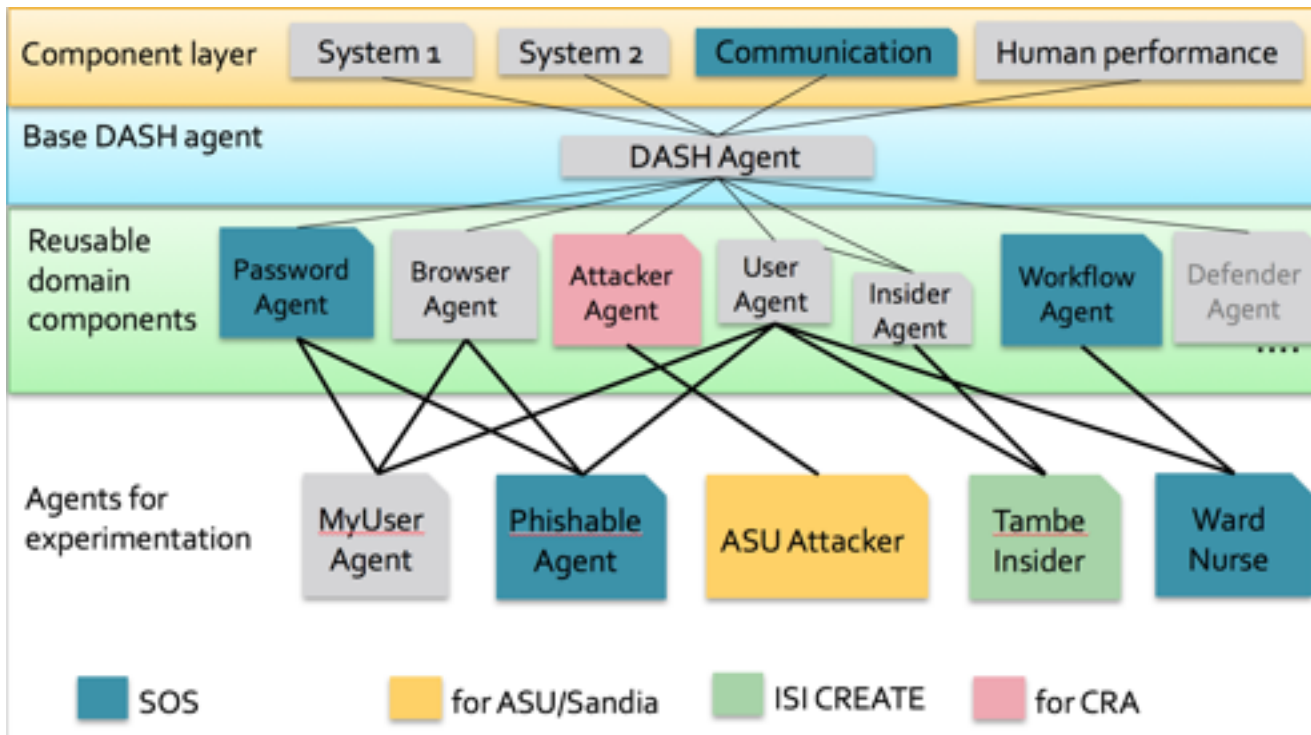 Component layer
System 1
System 2
Communication
Human performance
Base DASH agent
DASH Agent
Reusable
domain
components
Password
Agent
Browser
Agent
Attacker
Agent
User
Agent
Insider
Agent
Workflow
Agent
Defender
Agent
....
Agents for
experimentation
MyUser
Agent
Phishable
Agent
ASU Attacker
Tambe
Insider
Ward
Nurse
SOS
for ASU/Sandia
ISI CREATE
for CRA